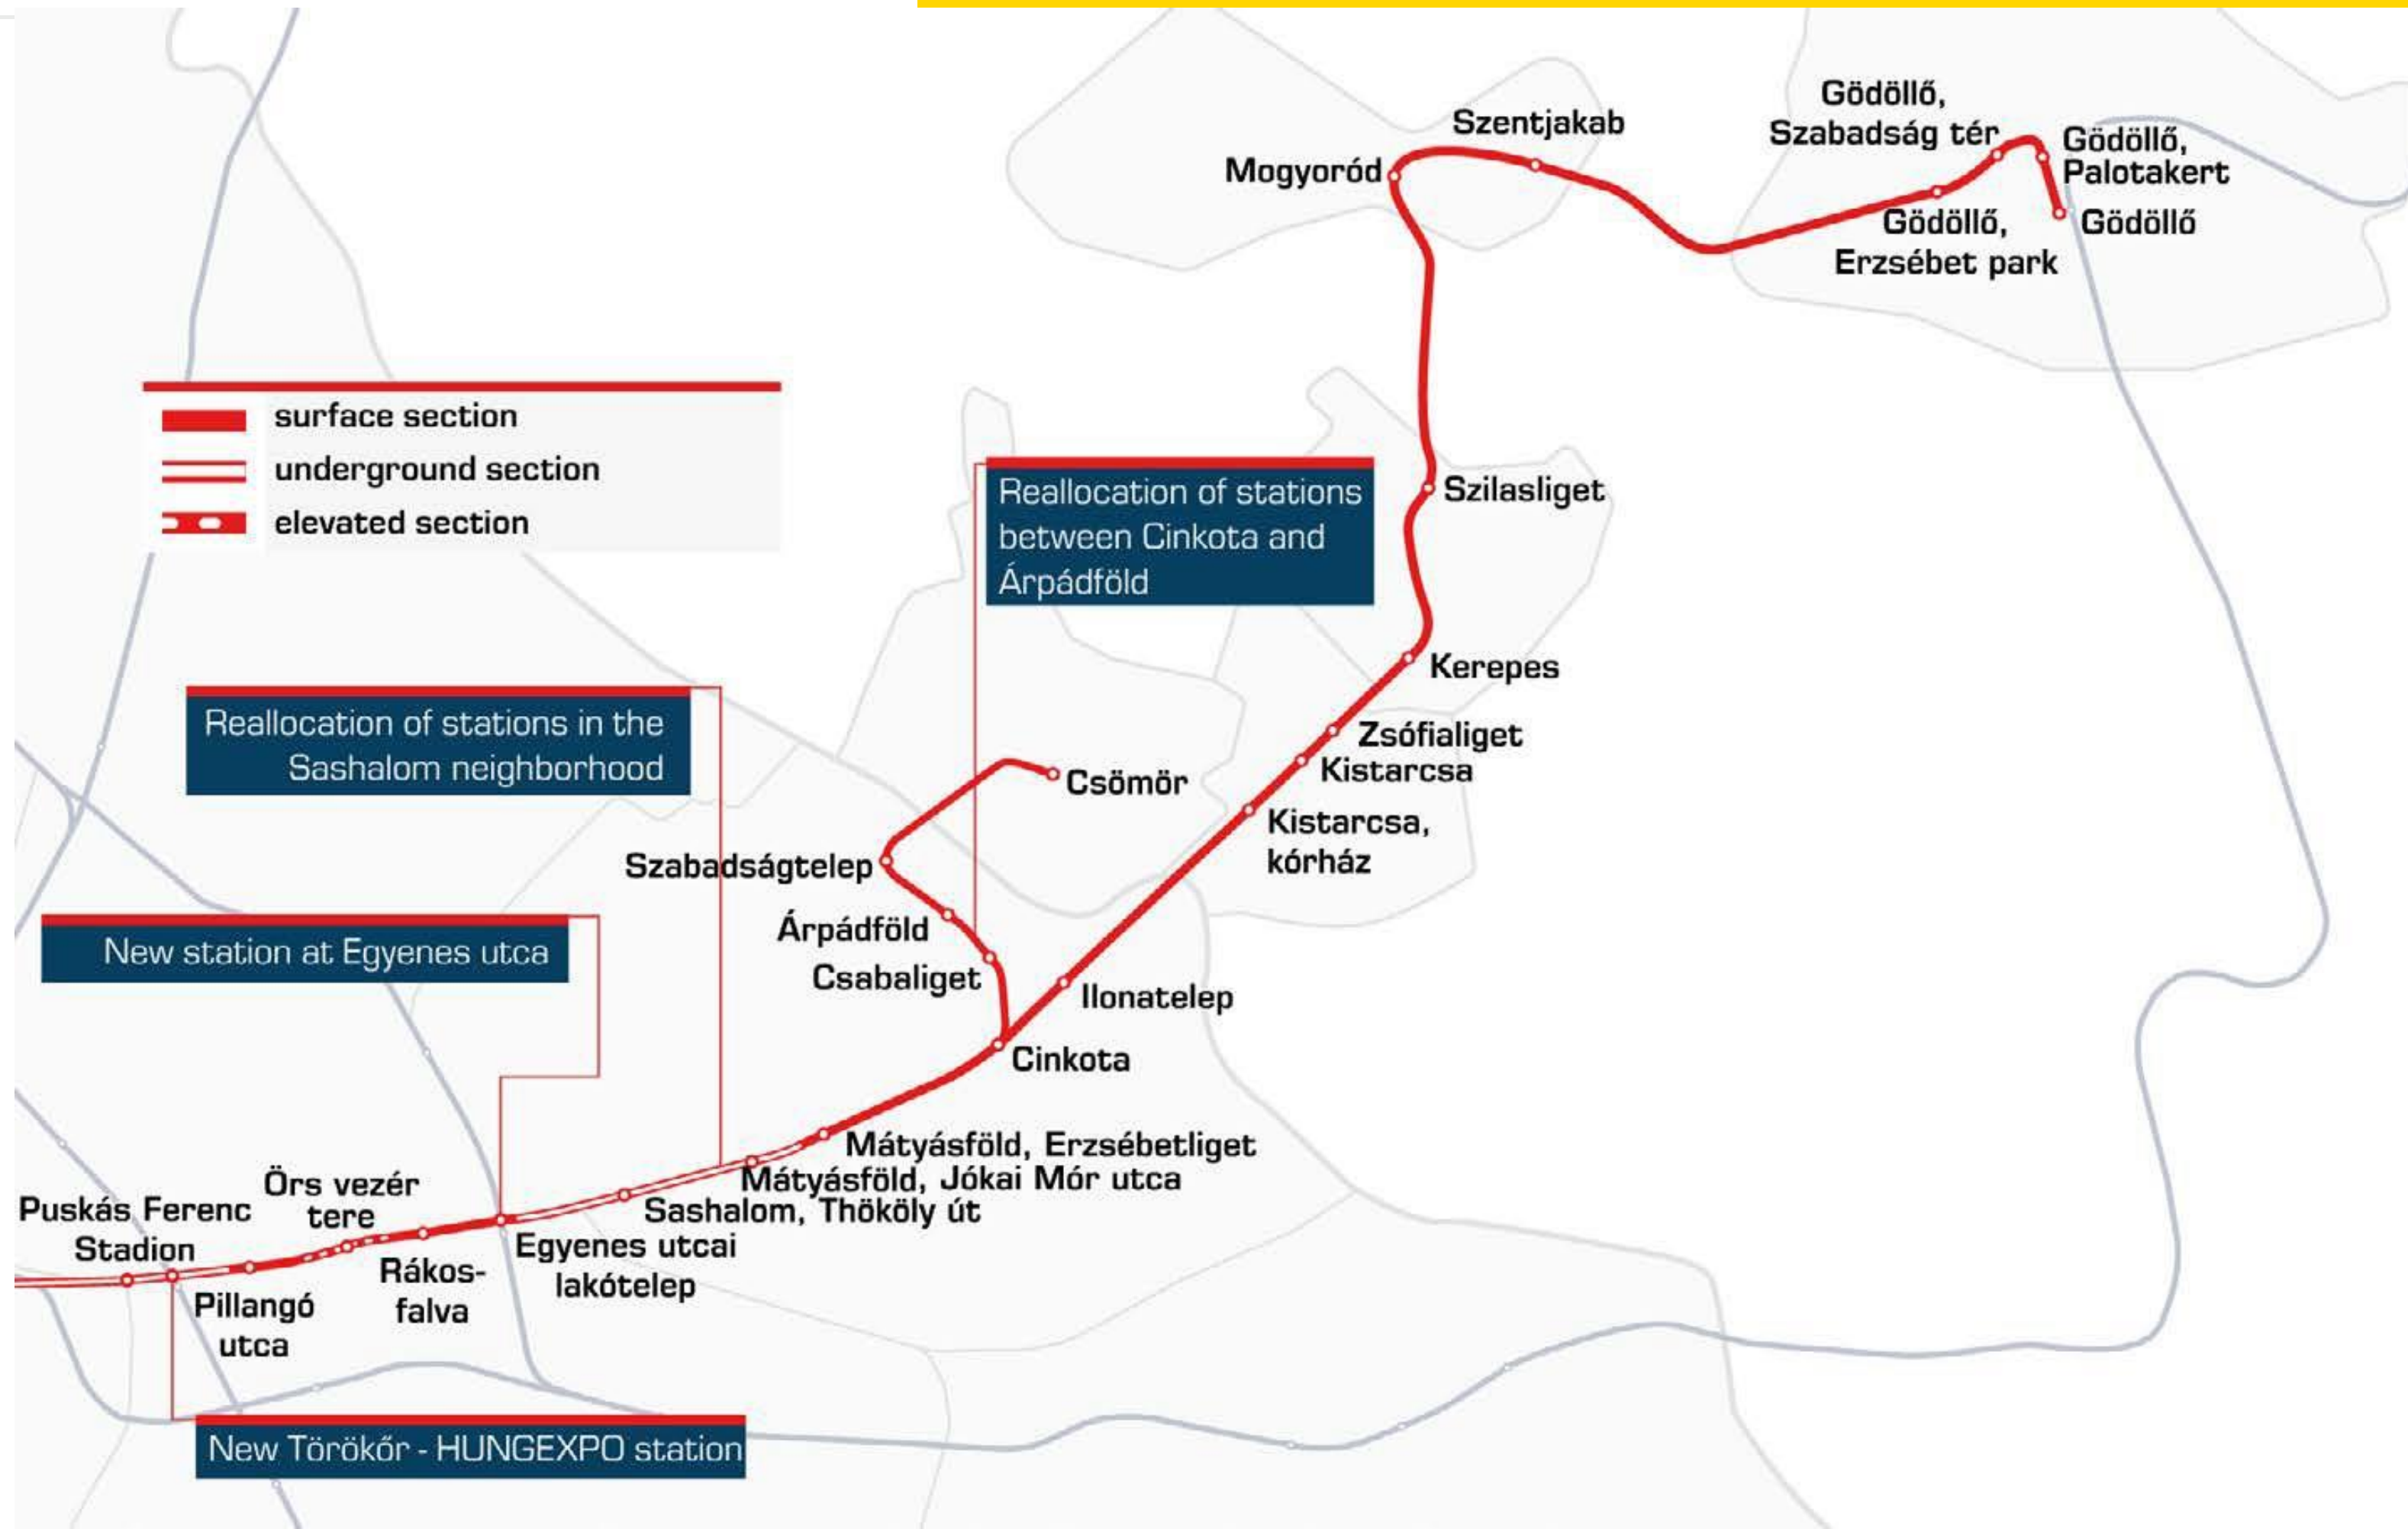 Gödöllő,
Szabadság tér
Gödöllő,
Palotakert
Gödöllő
Gödöllő,
Erzsébet park
Szentjakab
Mogyoród
surface section
underground section
elevated section
Reallocation of stations
between Cinkota and
Árpádföld
Szilasliget
Kerepes
Reallocation of stations in the
Sashalom neighborhood
Zsófialiget
Kistarcsa
Kistarcsa,
kórház
Csömör
Szabadságtelep
Árpádföld
Csabaliget
New station at Egyenes utca
Ilonatelep
Cinkota
Mátyásföld, Erzsébetliget
Mátyásföld, Jókai Mór utca
Sashalom, Thököly út
Egyenes utcai
lakótelep
Örs vezér
tere
Puskás Ferenc
Stadion
Rákos-
falva
Pillangó
utca
New Törökőr - HUNGEXPO station